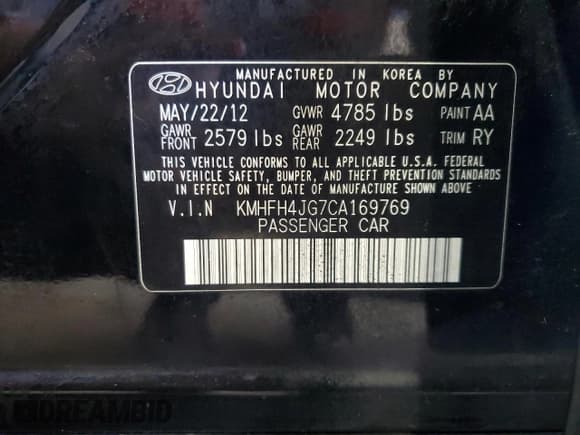 MANUFACTURED IN KOREA BY
HYUNDAI MOTOR COMPANY
MAY/22/12 GVWR 4785 lbs PAINT AA
GAWR FRONT 2579 lbs GAWR REAR 2249 lbs TRIM RY
THIS VEHICLE CONFORMS TO ALL APPLICABLE U.S.A. FEDERAL
MOTOR VEHICLE SAFETY, BUMPER, AND THEFT PREVENTION STANDARDS
IN EFFECT ON THE DATE OF MANUFACTURE SHOWN ABOVE.
V.I.N KMHFH4JG7CA169769
PASSENGER CAR
DREAMBID